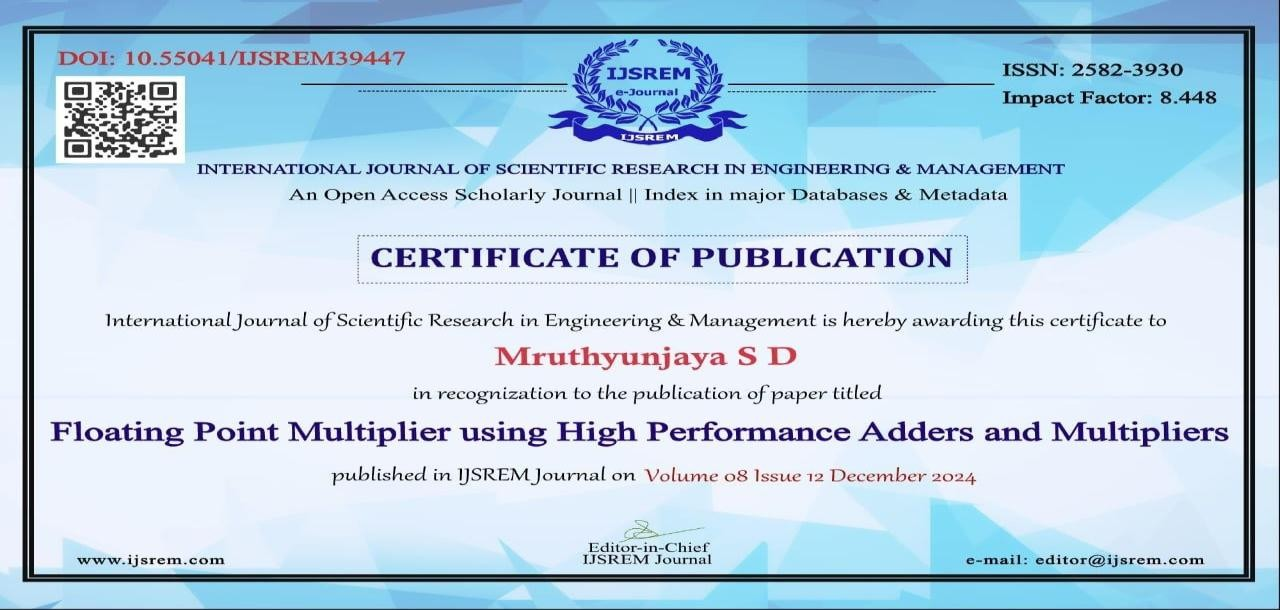 DOI: 10.55041/IJSREM39447
IJSREM
e-Journal
IJSREM
ISSN: 2582-3930
Impact Factor: 8.448
INTERNATIONAL JOURNAL OF SCIENTIFIC RESEARCH IN ENGINEERING & MANAGEMENT
An Open Access Scholarly Journal || Index in major Databases & Metadata
CERTIFICATE OF PUBLICATION
International Journal of Scientific Research in Engineering & Management is hereby awarding this certificate to
Mruthyunjaya S D
in recognition to the publication of paper titled
Floating Point Multiplier using High Performance Adders and Multipliers
published in IJSREM Journal on Volume 08 Issue 12 December 2024
www.ijsrem.com
Editor-in-Chief
IJSREM Journal
e-mail: editor@ijsrem.com